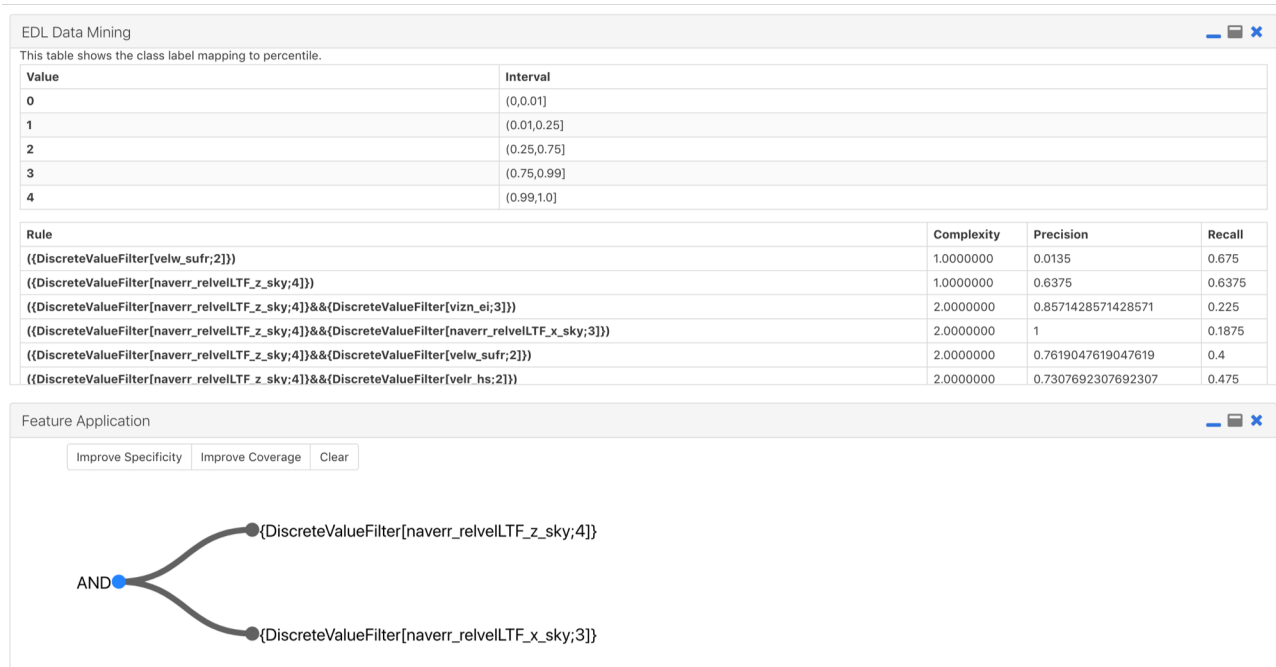 EDL Data Mining
This table shows the class label mapping to percentile.
Value Interval
0 (0,0.01]
1 (0.01,0.25]
2 (0.25,0.75]
3 (0.75,0.99]
4 (0.99,1.0]
Rule Complexity Precision Recall
({DiscreteValueFilter[velw_sufr;2]}) 1.0000000 0.0135 0.675
({DiscreteValueFilter[naverr_relvelLTF_z_sky;4]}) 1.0000000 0.6375 0.6375
({DiscreteValueFilter[naverr_relvelLTF_z_sky;4]}&&{DiscreteValueFilter[vizn_ei;3]}) 2.0000000 0.8571428571428571 0.225
({DiscreteValueFilter[naverr_relvelLTF_z_sky;4]}&&{DiscreteValueFilter[naverr_relvelLTF_x_sky;3]}) 2.0000000 1 0.1875
({DiscreteValueFilter[naverr_relvelLTF_z_sky;4]}&&{DiscreteValueFilter[velw_sufr;2]}) 2.0000000 0.7619047619047619 0.4
({DiscreteValueFilter[naverr_relvelLTF_z_sky;4]}&&{DiscreteValueFilter[velr_hs;2]}) 2.0000000 0.7307692307692307 0.475
Feature Application
Improve Specificity Improve Coverage Clear
{DiscreteValueFilter[naverr_relvelLTF_z_sky;4]}
AND
{DiscreteValueFilter[naverr_relvelLTF_x_sky;3]}